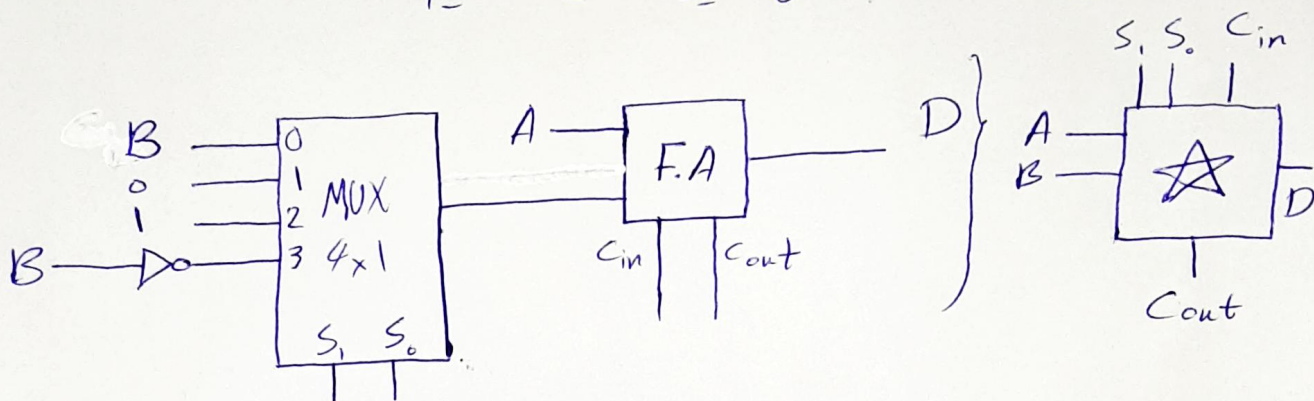 S₁ S₀ Cin
B 0
0 1 MUX
1 2
B 3 4x1
S₁ S₀
A F.A
Cin Cout
D
A
B
D
Cout